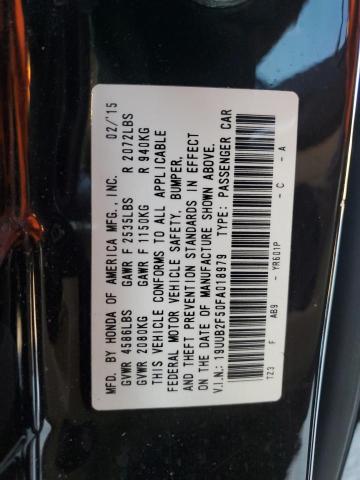 MFD. BY HONDA OF AMERICA MFG., INC. 02/'15
GVWR 4586LBS GAWR F 2535LBS R 2072LBS
GVWR 2080KG GAWR F 1150KG R 940KG
THIS VEHICLE CONFORMS TO ALL APPLICABLE
FEDERAL MOTOR VEHICLE SAFETY, BUMPER,
AND THEFT PREVENTION STANDARDS IN EFFECT
ON THE DATE OF MANUFACTURE SHOWN ABOVE.
V.I.N.: 19UUB2F50FA018979 TYPE: PASSENGER CAR
TZ3 F AB9 - YR601P - C - A